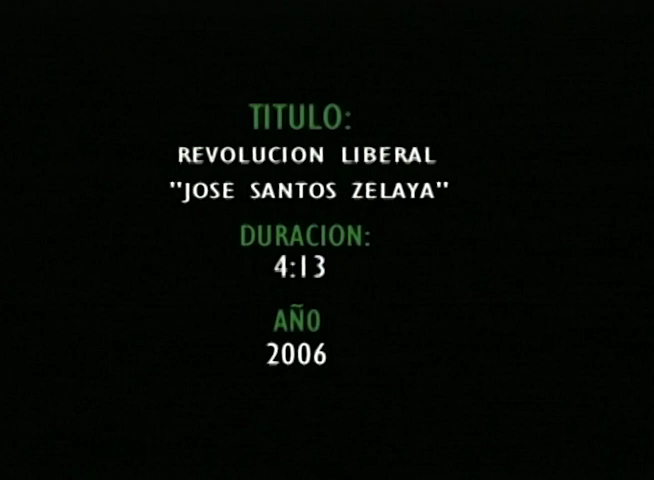 TITULO:
REVOLUCION LIBERAL
"JOSE SANTOS ZELAYA"
DURACION:
4:13
AÑO
2006